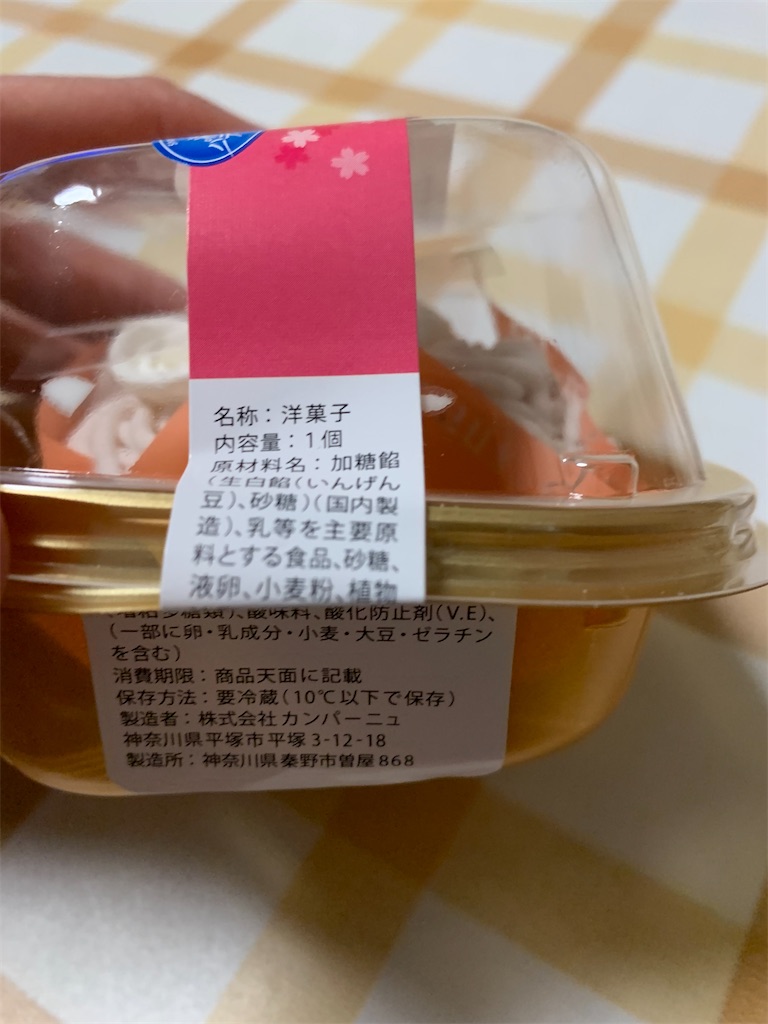 名称：洋菓子
内容量：1個
原材料名：加糖餡
(生白餡(いんげん
豆)、砂糖)(国内製
造)、乳等を主要原
料とする食品、砂糖、
液卵、小麦粉、植物
増粘多糖類)、酸味料、酸化防止剤(V.E)、
(一部に卵・乳成分・小麦・大豆・ゼラチン
を含む)
消費期限：商品天面に記載
保存方法：要冷蔵(10℃以下で保存)
製造者：株式会社カンパーニュ
神奈川県平塚市平塚3-12-18
製造所：神奈川県秦野市曽屋868